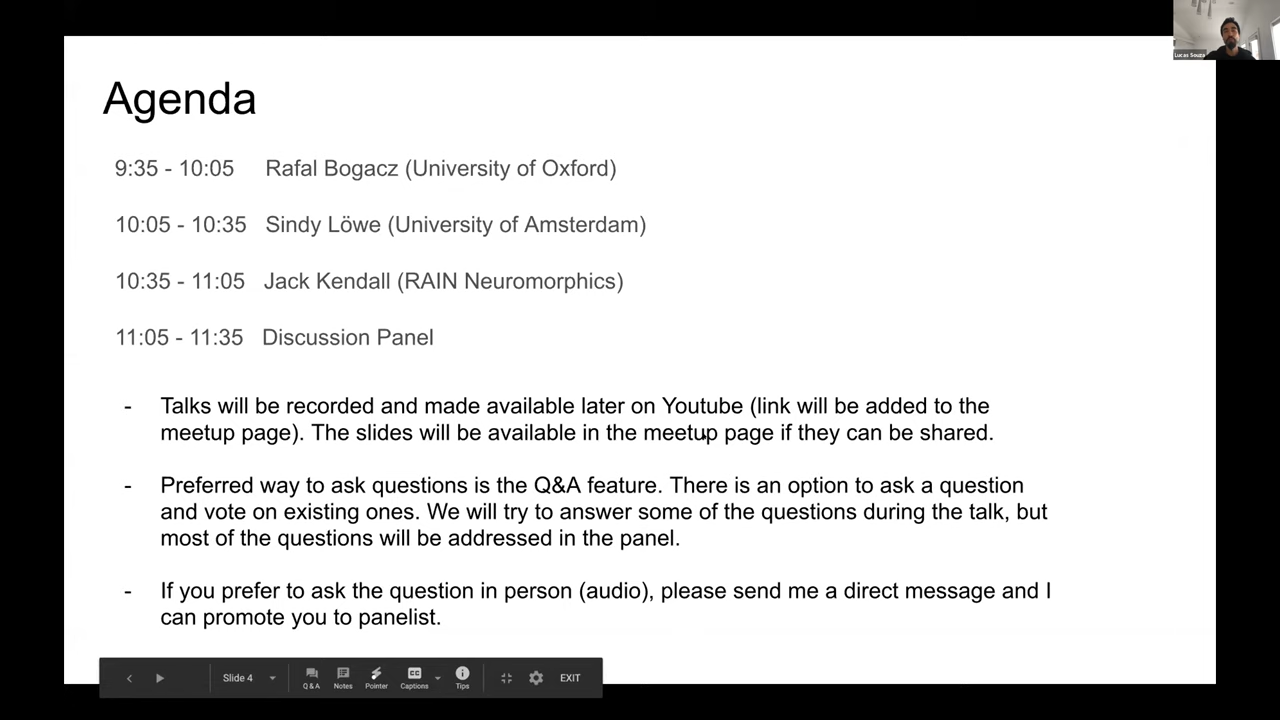 Lucas Souza
Agenda
9:35 - 10:05 Rafal Bogacz (University of Oxford)
10:05 - 10:35 Sindy Löwe (University of Amsterdam)
10:35 - 11:05 Jack Kendall (RAIN Neuromorphics)
11:05 - 11:35 Discussion Panel
- Talks will be recorded and made available later on Youtube (link will be added to the
meetup page). The slides will be available in the meetup page if they can be shared.
- Preferred way to ask questions is the Q&A feature. There is an option to ask a question
and vote on existing ones. We will try to answer some of the questions during the talk, but
most of the questions will be addressed in the panel.
- If you prefer to ask the question in person (audio), please send me a direct message and I
can promote you to panelist.
Slide 4 Q&A Notes Pointer CC Captions Tips EXIT